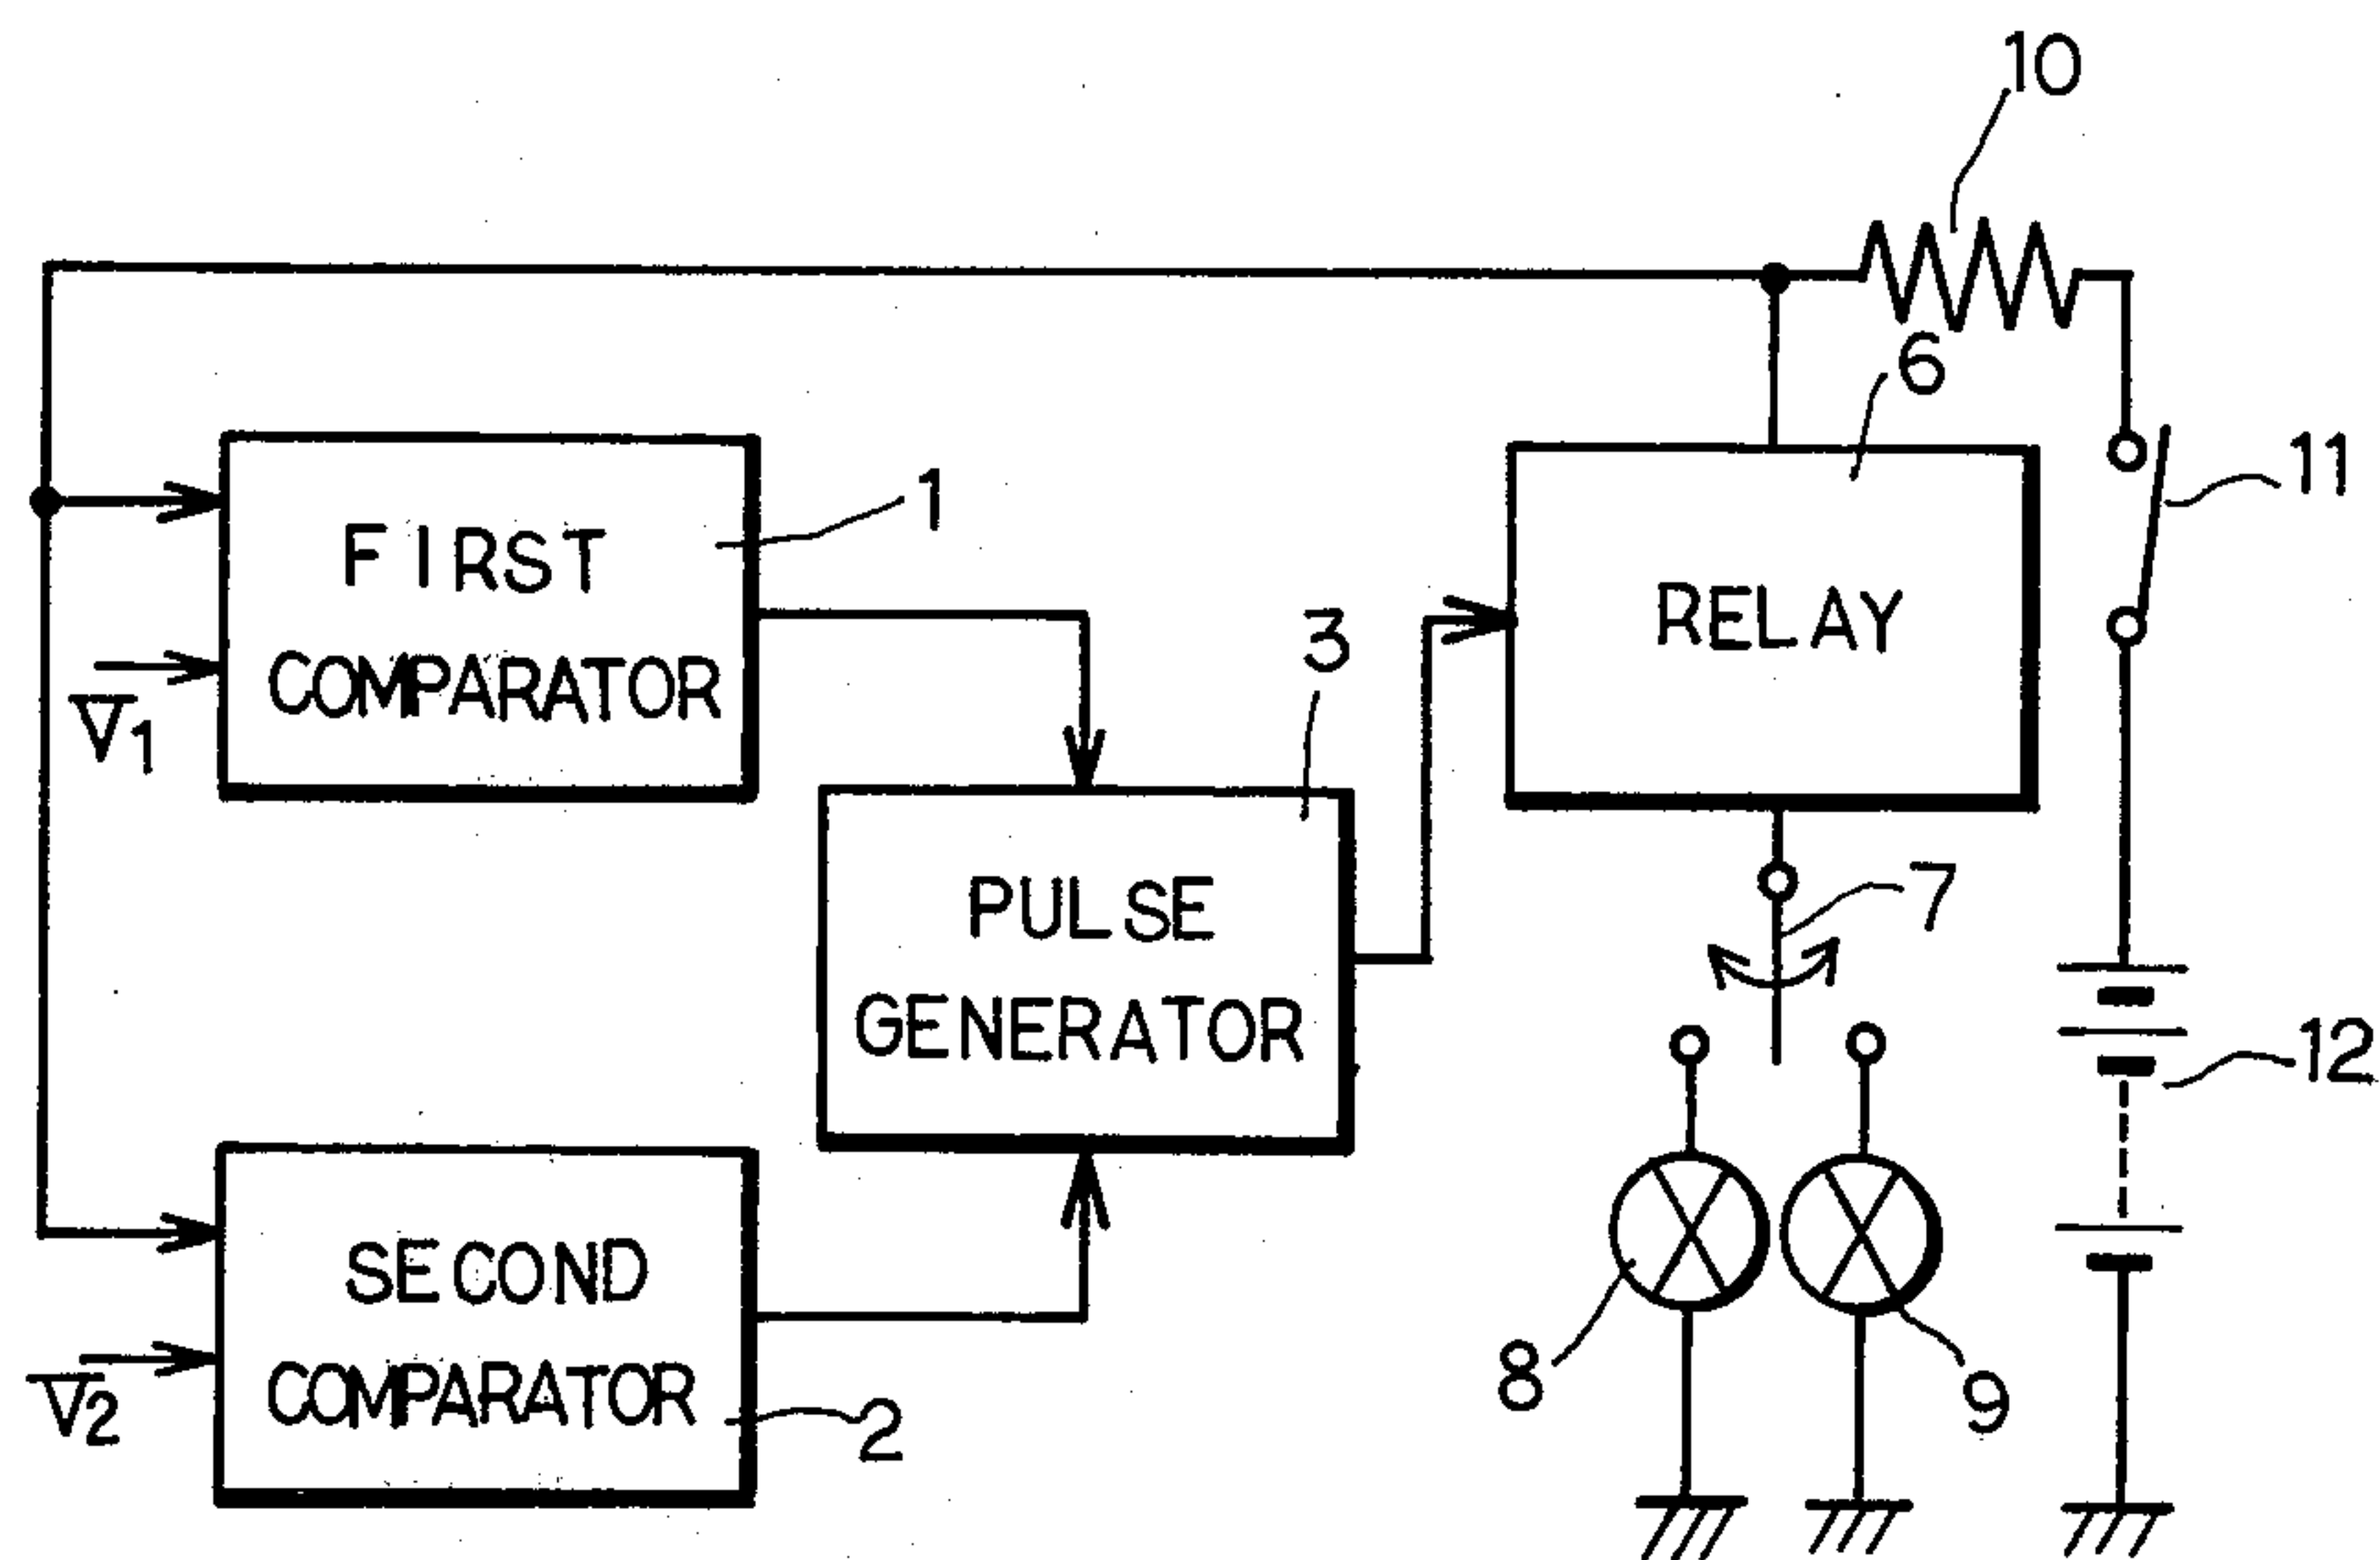 10
6
11
FIRST
COMPARATOR
1
V1
RELAY
3
PULSE
GENERATOR
7
12
SECOND
COMPARATOR
2
V2
8
9